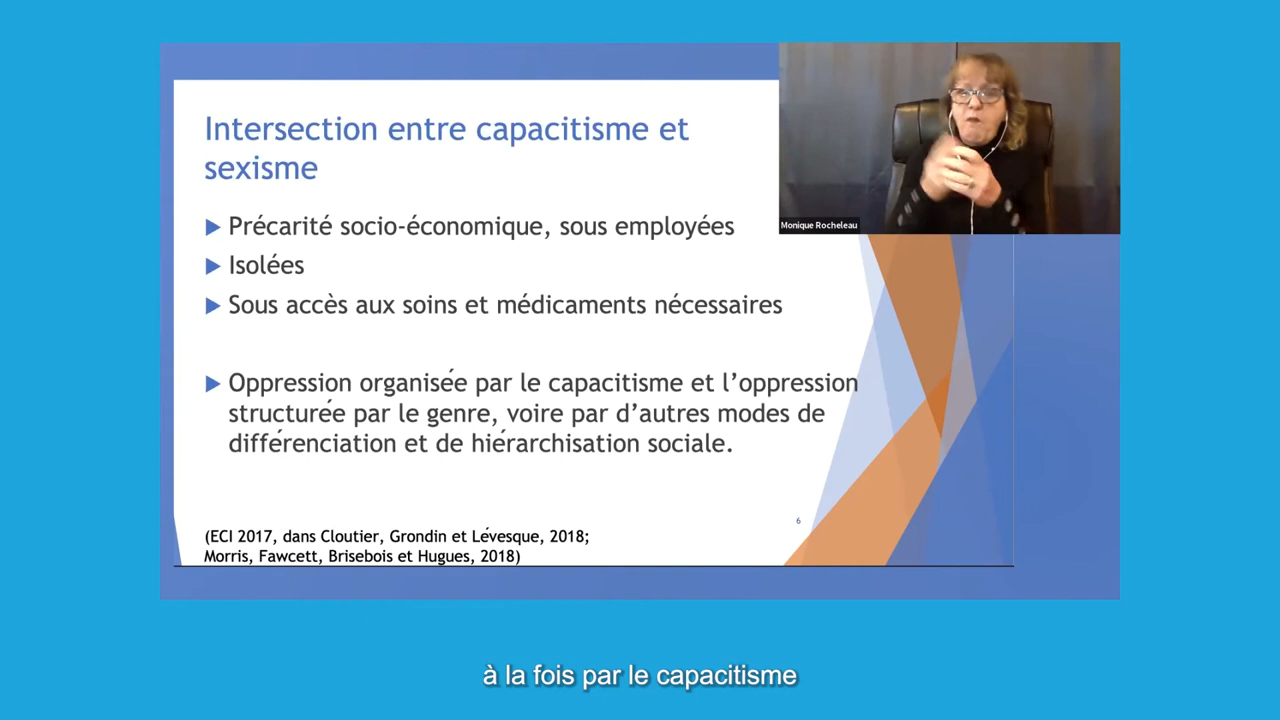 Intersection entre capacitisme et
sexisme
Précarité socio-économique, sous employées
Isolées
Sous accès aux soins et médicaments nécessaires
Oppression organisée par le capacitisme et l’oppression
structurée par le genre, voire par d’autres modes de
différenciation et de hiérarchisation sociale.
(ECI 2017, dans Cloutier, Grondin et Lévesque, 2018;
Morris, Fawcett, Brisebois et Hugues, 2018)
6
Monique Rocheleau
à la fois par le capacitisme